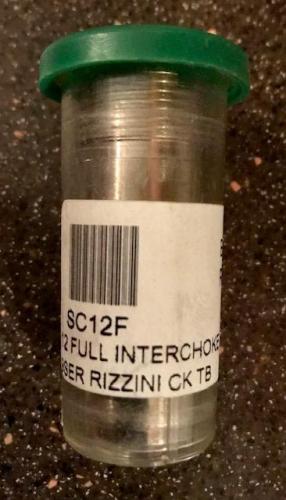 SC12F
2 FULL INTERCHOKE
SER RIZZINI CK TB